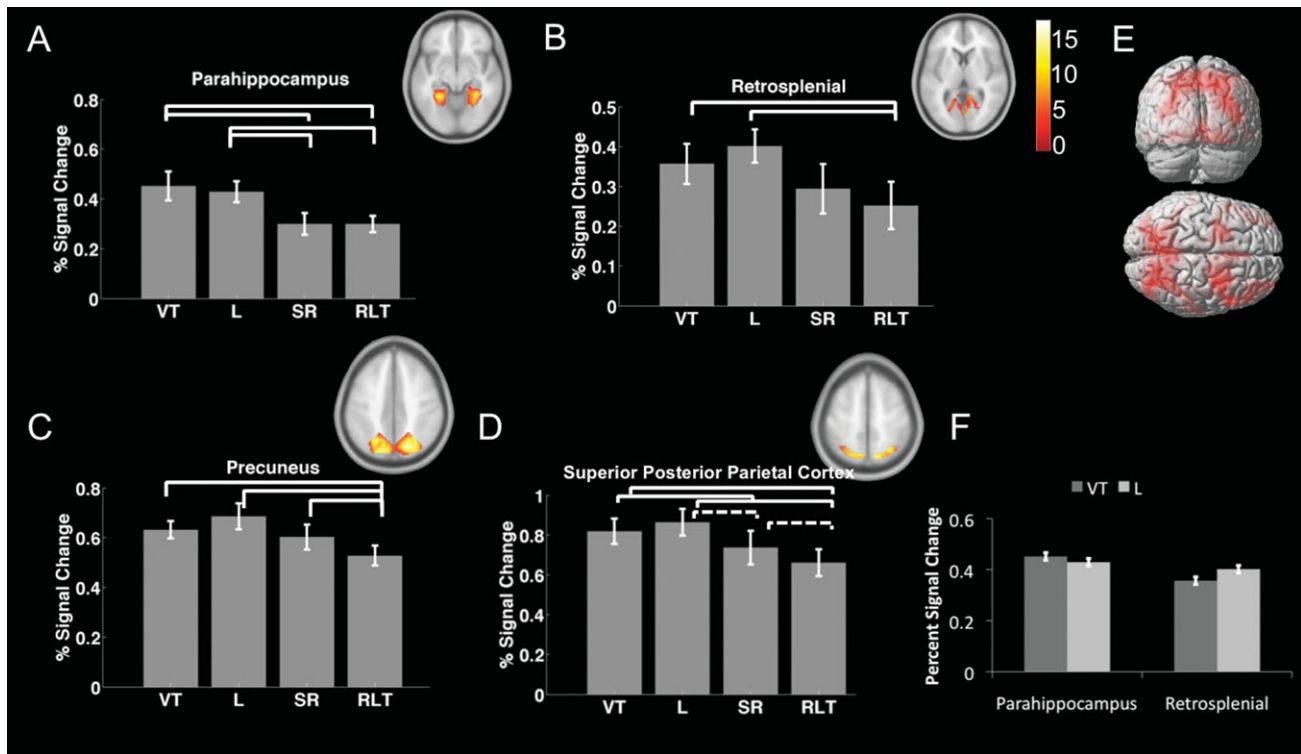 A
Parahippocampus
% Signal Change
0.8
0.6
0.4
0.2
0
VT L SR RLT
B
Retrosplenial
% Signal Change
0.5
0.4
0.3
0.2
0.1
0
VT L SR RLT
15
10
5
0
E
C
Precuneus
% Signal Change
0.8
0.6
0.4
0.2
0
VT L SR RLT
D
Superior Posterior Parietal Cortex
% Signal Change
1
0.8
0.6
0.4
0.2
0
VT L SR RLT
F
VT L
Percent Signal Change
0.6
0.4
0.2
0
Parahippocampus Retrosplenial